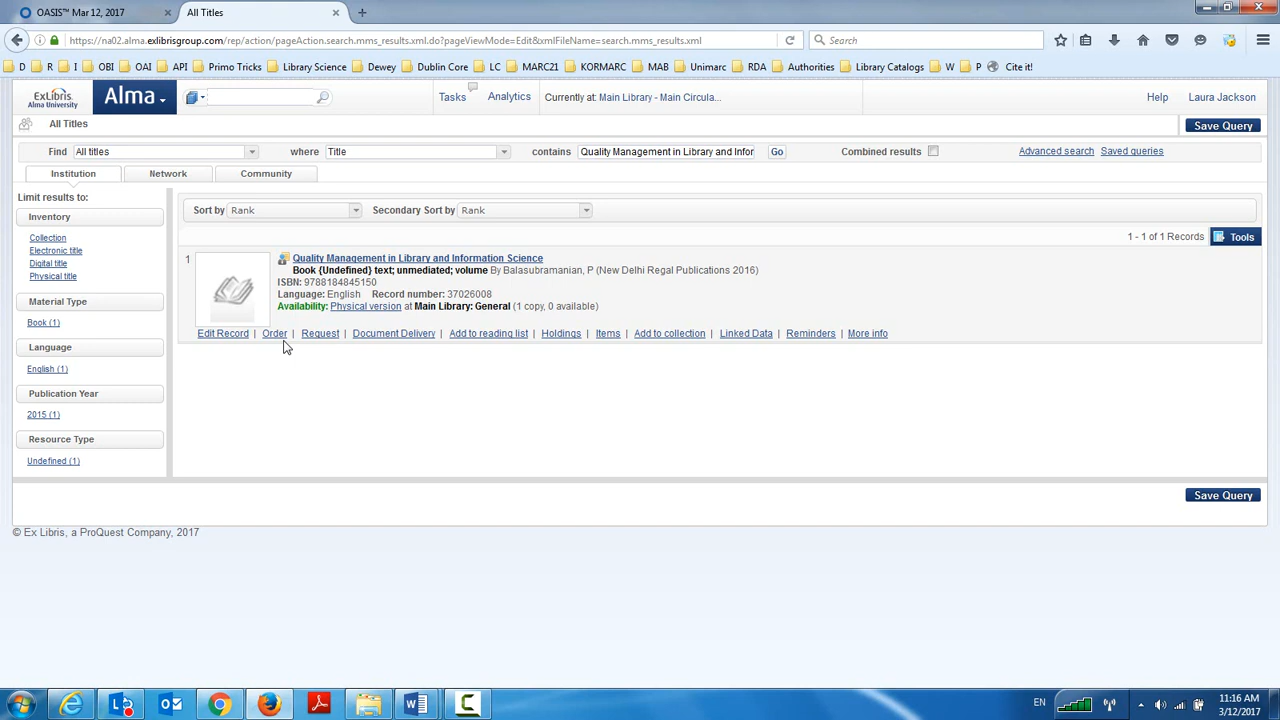 OASIS™ Mar 12, 2017 × All Titles × +
https://na02.alma.exlibrisgroup.com/rep/action/pageAction.search.mms_results.xml.do?pageViewMode=Edit&xmlFileName=search.mms_results.xml Search
D R I OBI OAI API Primo Tricks Library Science Dewey Dublin Core LC MARC21 KORMARC MAB Unimarc RDA Authorities Library Catalogs W P Cite it!
ExLibris Alma University Alma Tasks Analytics Currently at: Main Library - Main Circula... Help Laura Jackson
All Titles Save Query
Find All titles where Title contains Quality Management in Library and Infor Go Combined results Advanced search Saved queries
Institution Network Community
Limit results to:
Inventory
Collection
Electronic title
Digital title
Physical title
Material Type
Book (1)
Language
English (1)
Publication Year
2015 (1)
Resource Type
Undefined (1)
Sort by Rank Secondary Sort by Rank
1 - 1 of 1 Records Tools
1 Quality Management in Library and Information Science
Book {Undefined} text; unmediated; volume By Balasubramanian, P (New Delhi Regal Publications 2016)
ISBN: 9788184845150
Language: English Record number: 37026008
Availability: Physical version at Main Library: General (1 copy, 0 available)
Edit Record | Order | Request | Document Delivery | Add to reading list | Holdings | Items | Add to collection | Linked Data | Reminders | More info
Save Query
© Ex Libris, a ProQuest Company, 2017
EN 11:16 AM
3/12/2017